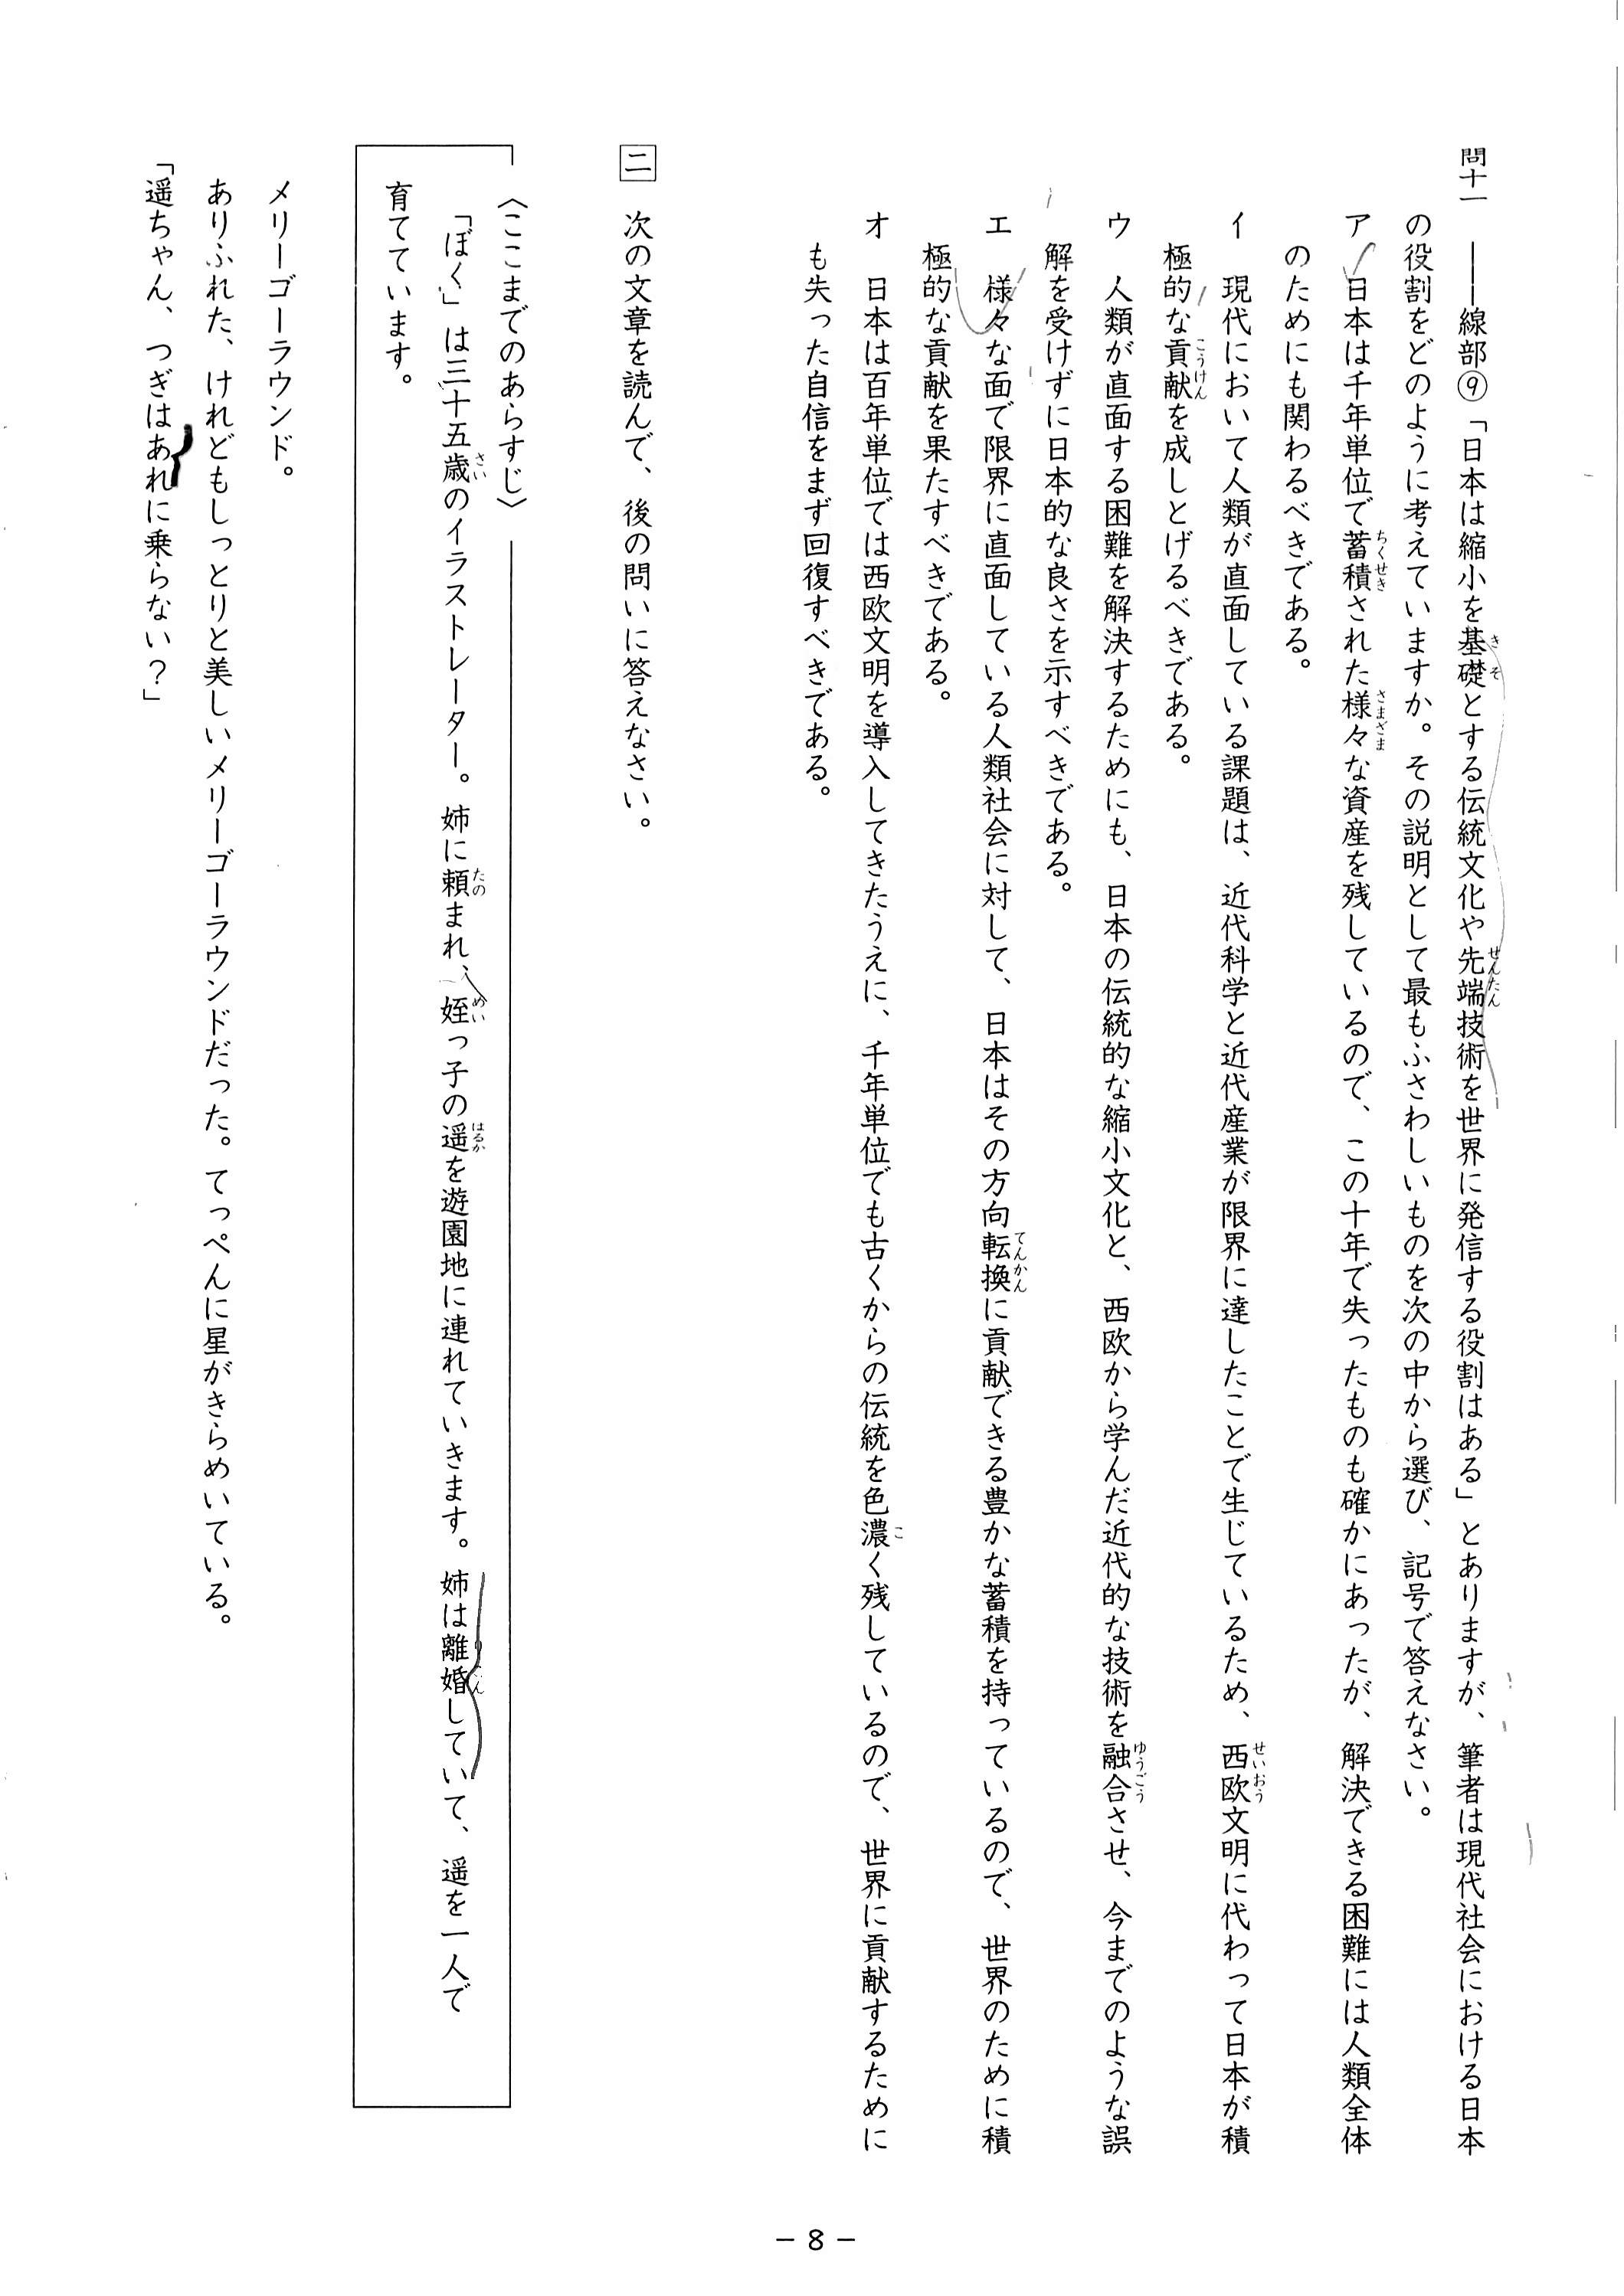 問十一　――線部⑨「日本は縮小を基礎とする伝統文化や先端技術を世界に発信する役割はある」とありますが、筆者は現代社会における日本
の役割をどのように考えていますか。その説明として最もふさわしいものを次の中から選び、記号で答えなさい。
ア　日本は千年単位で蓄積された様々な資産を残しているので、この十年で失ったものも確かにあったが、解決できる困難には人類全体
のためにも関わるべきである。
イ　現代において人類が直面している課題は、近代科学と近代産業が限界に達したことで生じているため、西欧文明に代わって日本が積
極的な貢献を成しとげるべきである。
ウ　人類が直面する困難を解決するためにも、日本の伝統的な縮小文化と、西欧から学んだ近代的な技術を融合させ、今までのような誤
解を受けずに日本的な良さを示すべきである。
エ　様々な面で限界に直面している人類社会に対して、日本はその方向転換に貢献できる豊かな蓄積を持っているので、世界のために積
極的な貢献を果たすべきである。
オ　日本は百年単位では西欧文明を導入してきたうえに、千年単位でも古くからの伝統を色濃く残しているので、世界に貢献するために
も失った自信をまず回復すべきである。
二　次の文章を読んで、後の問いに答えなさい。
〈ここまでのあらすじ〉
「ぼく」は三十五歳のイラストレーター。姉に頼まれ、姪っ子の遥を遊園地に連れていきます。姉は離婚していて、遥を一人で
育てています。
メリーゴーラウンド。
ありふれた、けれどもしっとりと美しいメリーゴーラウンドだった。てっぺんに星がきらめいている。
「遥ちゃん、つぎはあれに乗らない？」
－8－